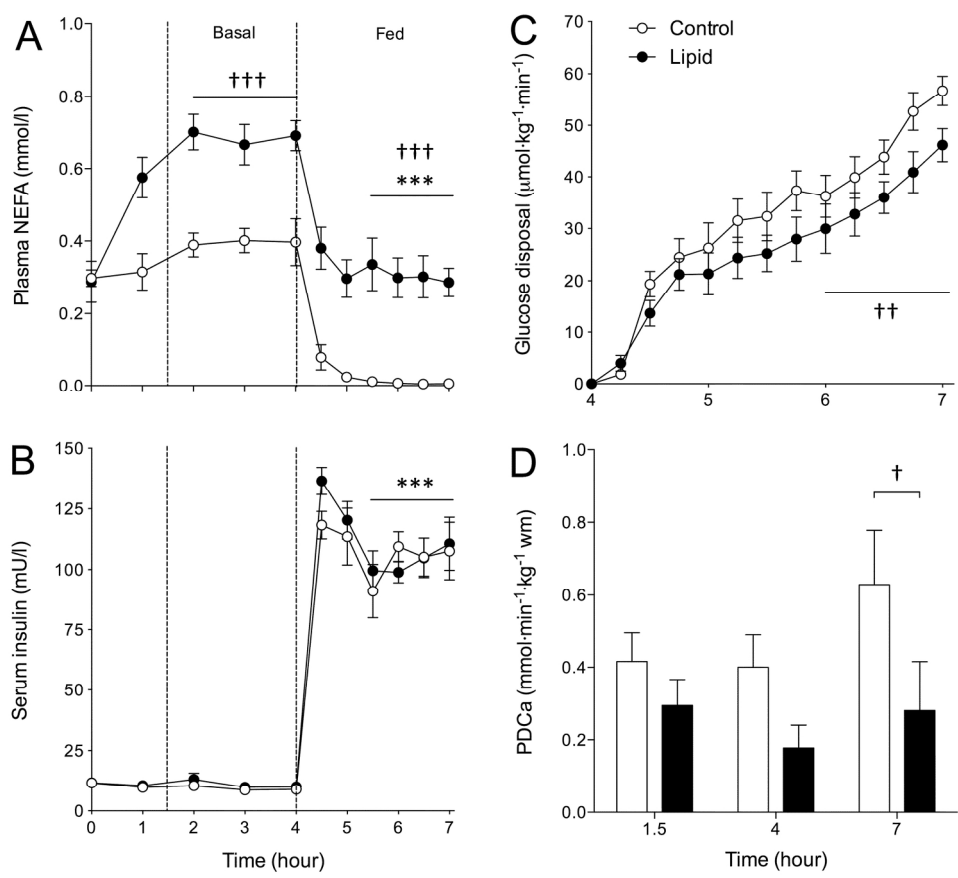 A
Basal
Fed
1.0
0.8
0.6
0.4
0.2
0.0
Plasma NEFA (mmol/l)
†††
†††
***
C
Control
Lipid
70
60
50
40
30
20
10
0
Glucose disposal (µmol·kg⁻¹·min⁻¹)
††
4 5 6 7
B
150
125
100
75
50
25
0
Serum insulin (mU/l)
***
0 1 2 3 4 5 6 7
Time (hour)
D
1.0
0.8
0.6
0.4
0.2
0.0
PDCa (mmol·min⁻¹·kg⁻¹ wm)
†
1.5 4 7
Time (hour)